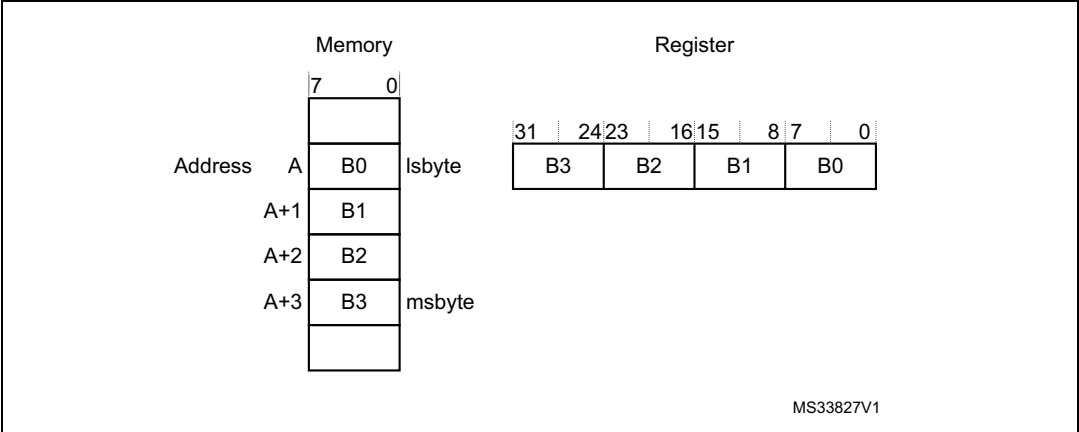 Memory Register
7 0
31 24 23 16 15 8 7 0
Address A B0 lsbyte B3 B2 B1 B0
A+1 B1
A+2 B2
A+3 B3 msbyte
MS33827V1